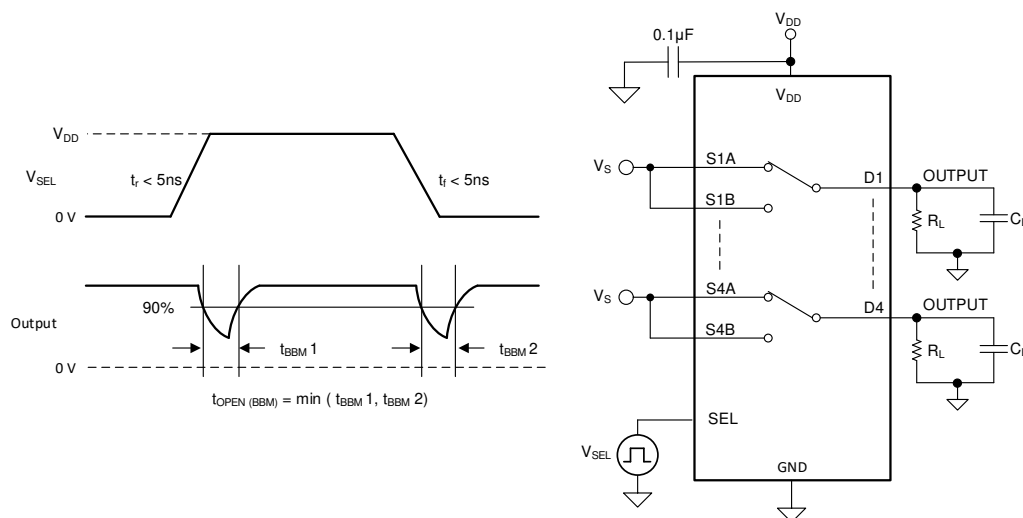 V_DD
V_SEL
t_r < 5ns
t_f < 5ns
0 V
90%
Output
t_BBM 1
t_BBM 2
0 V
t_OPEN (BBM) = min ( t_BBM 1, t_BBM 2)
V_DD
0.1µF
V_DD
V_S
S1A
D1
OUTPUT
S1B
R_L
V_S
S4A
OUTPUT
D4
S4B
R_L
SEL
V_SEL
GND